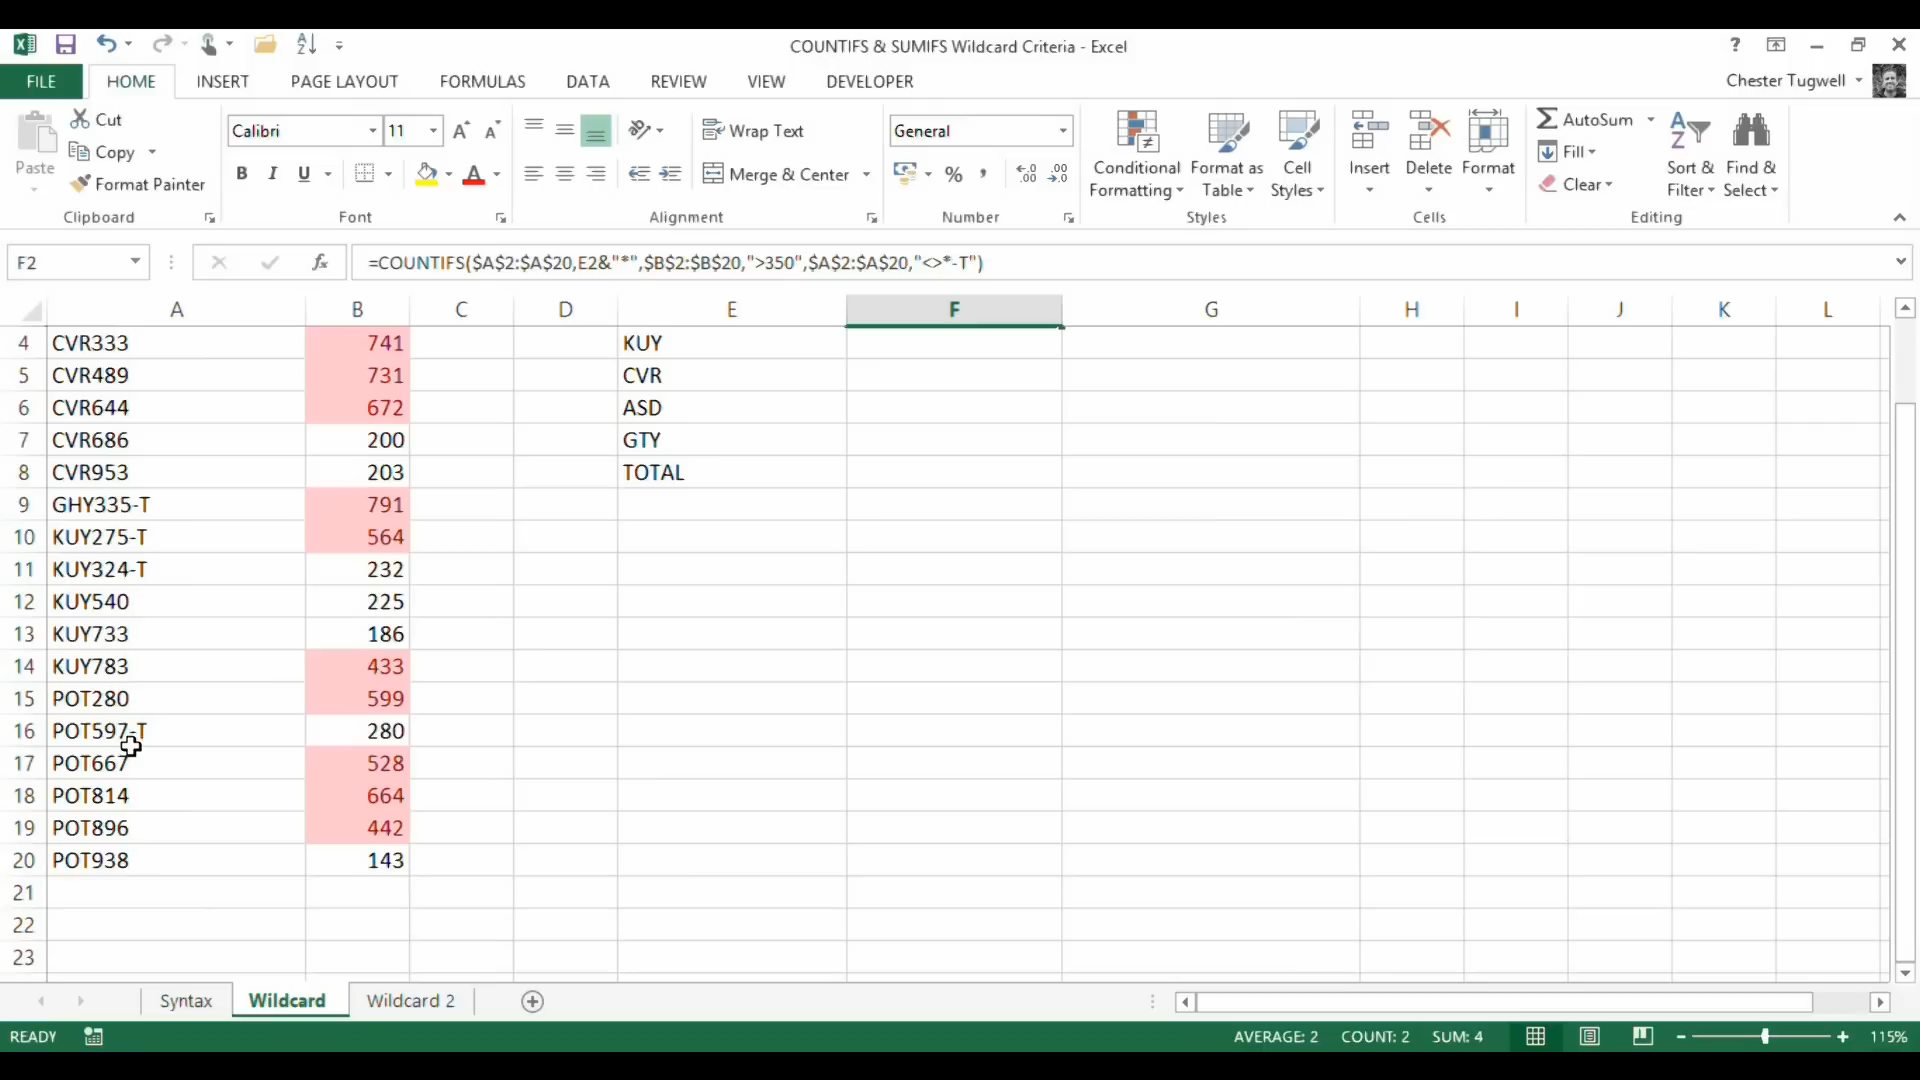 COUNTIFS & SUMIFS Wildcard Criteria - Excel
FILE HOME INSERT PAGE LAYOUT FORMULAS DATA REVIEW VIEW DEVELOPER Chester Tugwell
Paste Cut Copy Format Painter Clipboard
Calibri 11 B I U A Font
Wrap Text Merge & Center Alignment
General % , Number
Conditional Formatting Format as Table Cell Styles Styles
Insert Delete Format Cells
AutoSum Fill Clear Sort & Filter Find & Select Editing
F2 fx =COUNTIFS($A$2:$A$20,E2&"*",$B$2:$B$20,">350",$A$2:$A$20,"<>*-T")
A B C D E F G H I J K L
4 CVR333 741 KUY
5 CVR489 731 CVR
6 CVR644 672 ASD
7 CVR686 200 GTY
8 CVR953 203 TOTAL
9 GHY335-T 791
10 KUY275-T 564
11 KUY324-T 232
12 KUY540 225
13 KUY733 186
14 KUY783 433
15 POT280 599
16 POT597-T 280
17 POT667 528
18 POT814 664
19 POT896 442
20 POT938 143
21
22
23
Syntax Wildcard Wildcard 2
READY AVERAGE: 2 COUNT: 2 SUM: 4 115%